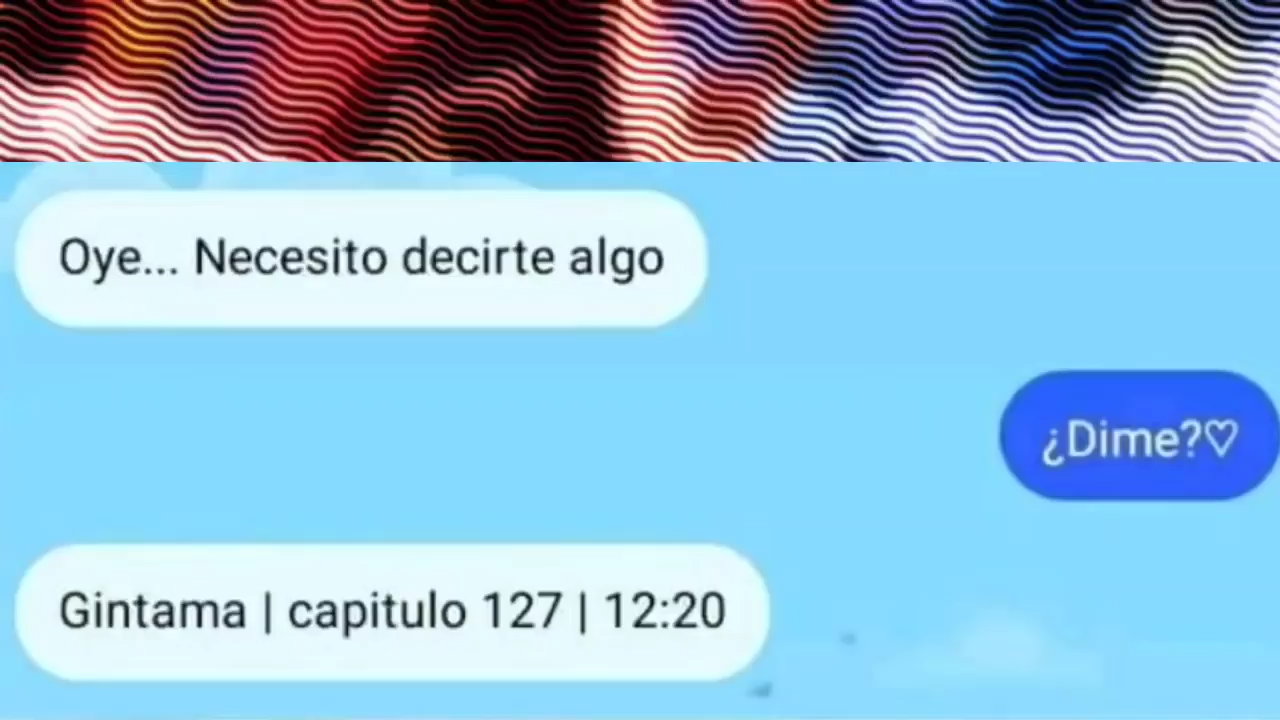 Oye... Necesito decirte algo
¿Dime?♡
Gintama | capitulo 127 | 12:20